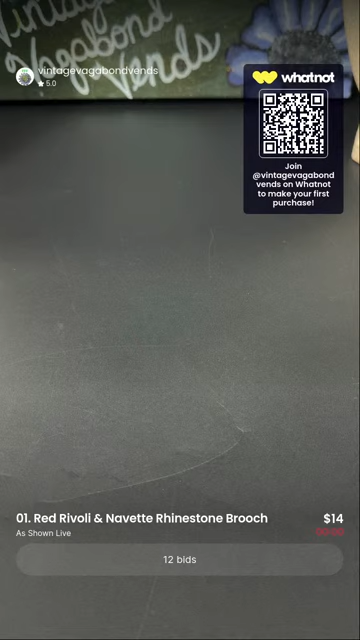 Vintage
Vagabond
Vends
vintagevagabondvends
5.0
whatnot
Join
@vintagevagabond
vends on Whatnot
to make your first
purchase!
01. Red Rivoli & Navette Rhinestone Brooch
$14
As Shown Live
12 bids